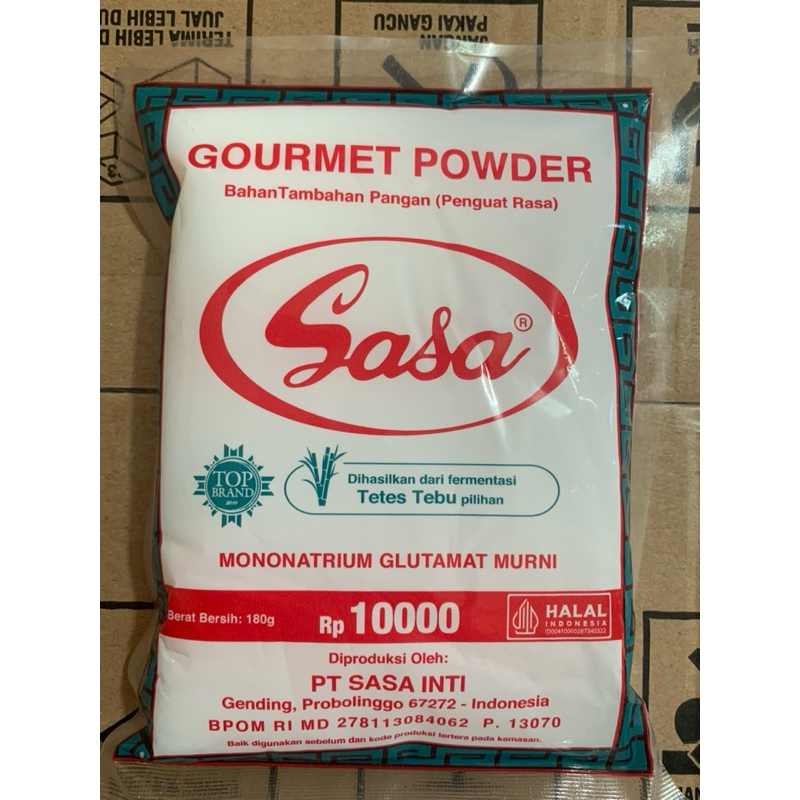 TERIMA LEBIH D
JUAL LEBIH DU
JANGAN
PAKAI GANCU
GOURMET POWDER
BahanTambahan Pangan (Penguat Rasa)
Sasa®
TOP
BRAND
Dihasilkan dari fermentasi
Tetes Tebu pilihan
MONONATRIUM GLUTAMAT MURNI
Berat Bersih: 180g
Rp 10000
HALAL
INDONESIA
Diproduksi Oleh:
PT SASA INTI
Gending, Probolinggo 67272 - Indonesia
BPOM RI MD 278113084062 P. 13070
Baik digunakan sebelum dan kode produksi tertera pada kemasan.